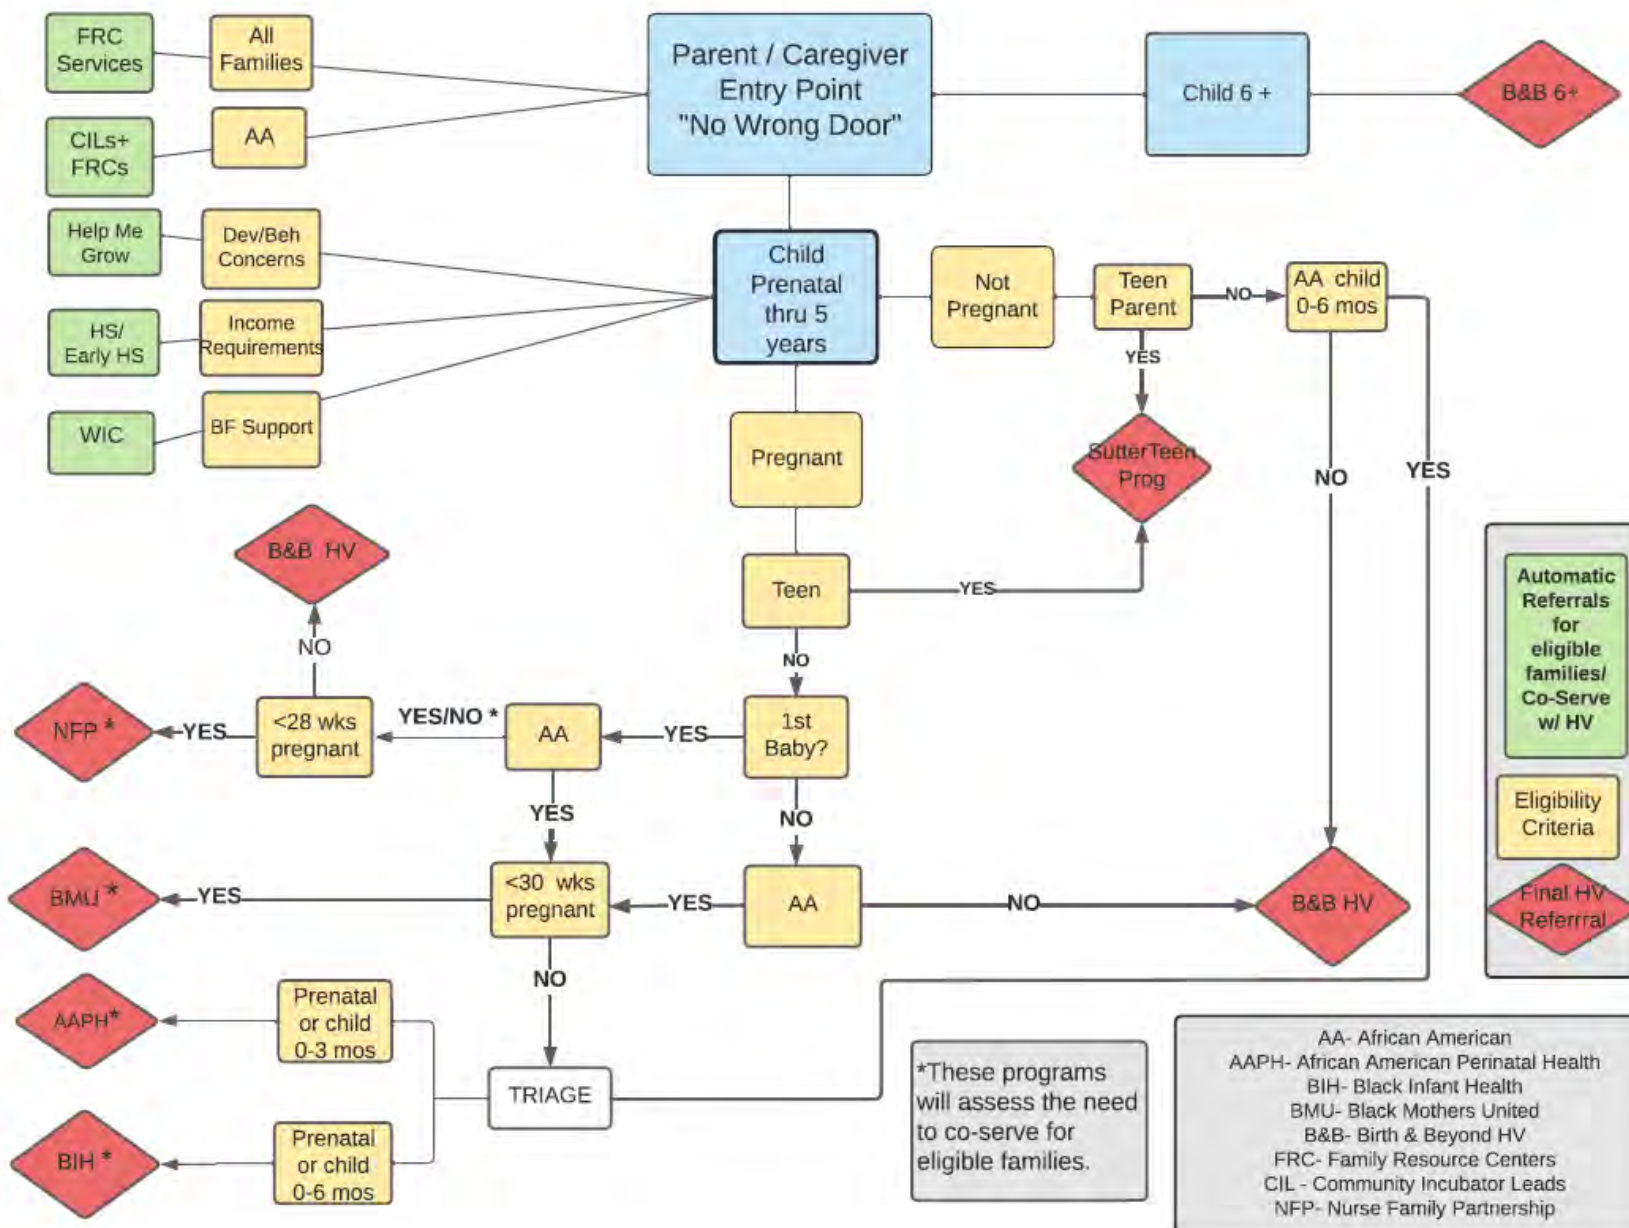 FRC
Services
All
Families
Parent / Caregiver
Entry Point
"No Wrong Door"
Child 6 +
B&B 6+
CILs+
FRCs
AA
Help Me
Grow
Dev/Beh
Concerns
Child
Prenatal
thru 5
years
Not
Pregnant
Teen
Parent
NO
AA child
0-6 mos
HS/
Early HS
Income
Requirements
YES
WIC
BF Support
Pregnant
SutterTeen
Prog
NO
YES
B&B HV
Teen
YES
NO
NO
NFP *
YES
<28 wks
pregnant
YES/NO *
AA
YES
1st
Baby?
YES
NO
BMU *
YES
<30 wks
pregnant
YES
AA
NO
B&B HV
NO
AAPH*
Prenatal
or child
0-3 mos
TRIAGE
BIH *
Prenatal
or child
0-6 mos
*These programs
will assess the need
to co-serve for
eligible families.
Automatic
Referrals
for
eligible
families/
Co-Serve
w/ HV
Eligibility
Criteria
Final HV
Referrral
AA- African American
AAPH- African American Perinatal Health
BIH- Black Infant Health
BMU- Black Mothers United
B&B- Birth & Beyond HV
FRC- Family Resource Centers
CIL - Community Incubator Leads
NFP- Nurse Family Partnership